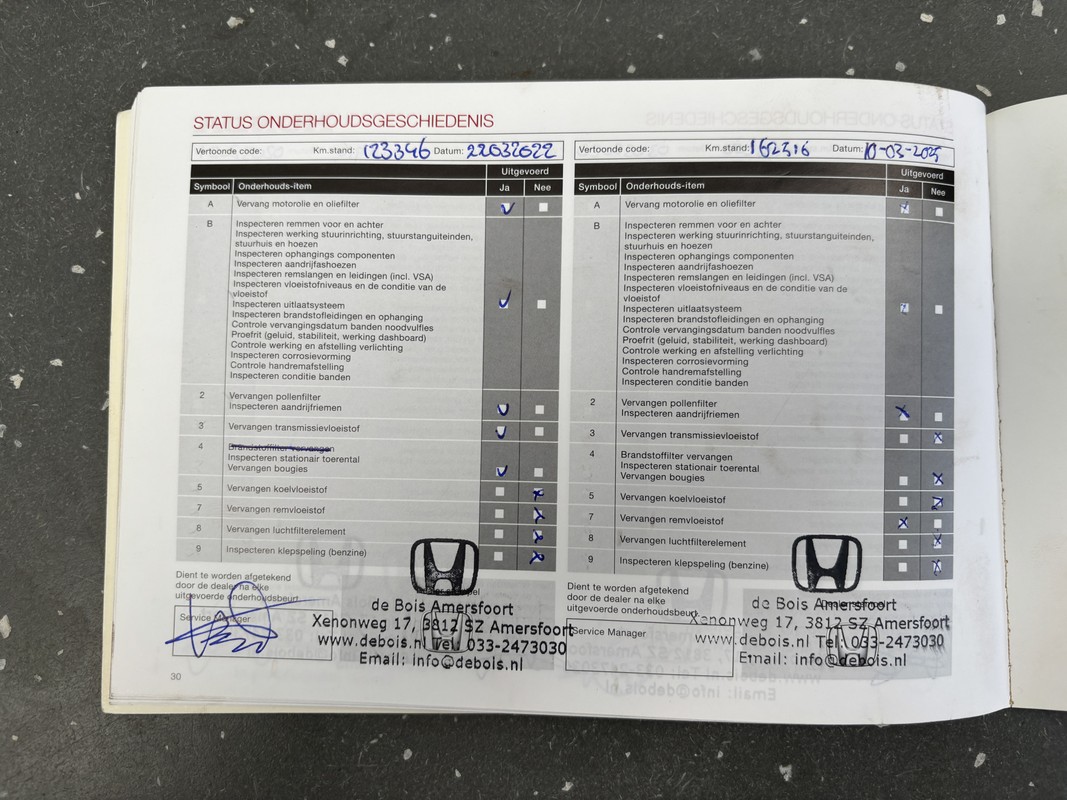 STATUS ONDERHOUDSGESCHIEDENIS
Vertoonde code: Km.stand: 123346 Datum: 22032022
Uitgevoerd
Symbool Onderhouds-item Ja Nee
A Vervang motorolie en oliefilter
B Inspecteren remmen voor en achter
Inspecteren werking stuurinrichting, stuurstanguiteinden,
stuurhuis en hoezen
Inspecteren ophangings componenten
Inspecteren aandrijfashoezen
Inspecteren remslangen en leidingen (incl. VSA)
Inspecteren vloeistofniveaus en de conditie van de
vloeistof
Inspecteren uitlaatsysteem
Inspecteren brandstofleidingen en ophanging
Controle vervangingsdatum banden noodvulfles
Proefrit (geluid, stabiliteit, werking dashboard)
Controle werking en afstelling verlichting
Inspecteren corrosievorming
Controle handremafstelling
Inspecteren conditie banden
2 Vervangen pollenfilter
Inspecteren aandrijfriemen
3 Vervangen transmissievloeistof
4 Brandstoffilter vervangen
Inspecteren stationair toerental
Vervangen bougies
5 Vervangen koelvloeistof
7 Vervangen remvloeistof
8 Vervangen luchtfilterelement
9 Inspecteren klepspeling (benzine)
Dient te worden afgetekend
door de dealer na elke
uitgevoerde onderhoudsbeurt.
Service Manager
de Bois Amersfoort
Xenonweg 17, 3812 SZ Amersfoort
www.debois.nl Tel. 033-2473030
Email: info@debois.nl
30
Vertoonde code: Km.stand: 162316 Datum: 10-03-2025
Uitgevoerd
Symbool Onderhouds-item Ja Nee
A Vervang motorolie en oliefilter
B Inspecteren remmen voor en achter
Inspecteren werking stuurinrichting, stuurstanguiteinden,
stuurhuis en hoezen
Inspecteren ophangings componenten
Inspecteren aandrijfashoezen
Inspecteren remslangen en leidingen (incl. VSA)
Inspecteren vloeistofniveaus en de conditie van de
vloeistof
Inspecteren uitlaatsysteem
Inspecteren brandstofleidingen en ophanging
Controle vervangingsdatum banden noodvulfles
Proefrit (geluid, stabiliteit, werking dashboard)
Controle werking en afstelling verlichting
Inspecteren corrosievorming
Controle handremafstelling
Inspecteren conditie banden
2 Vervangen pollenfilter
Inspecteren aandrijfriemen
3 Vervangen transmissievloeistof
4 Brandstoffilter vervangen
Inspecteren stationair toerental
Vervangen bougies
5 Vervangen koelvloeistof
7 Vervangen remvloeistof
8 Vervangen luchtfilterelement
9 Inspecteren klepspeling (benzine)
Dient te worden afgetekend
door de dealer na elke
uitgevoerde onderhoudsbeurt.
Service Manager
de Bois Amersfoort
Xenonweg 17, 3812 SZ Amersfoort
www.debois.nl Tel. 033-2473030
Email: info@debois.nl